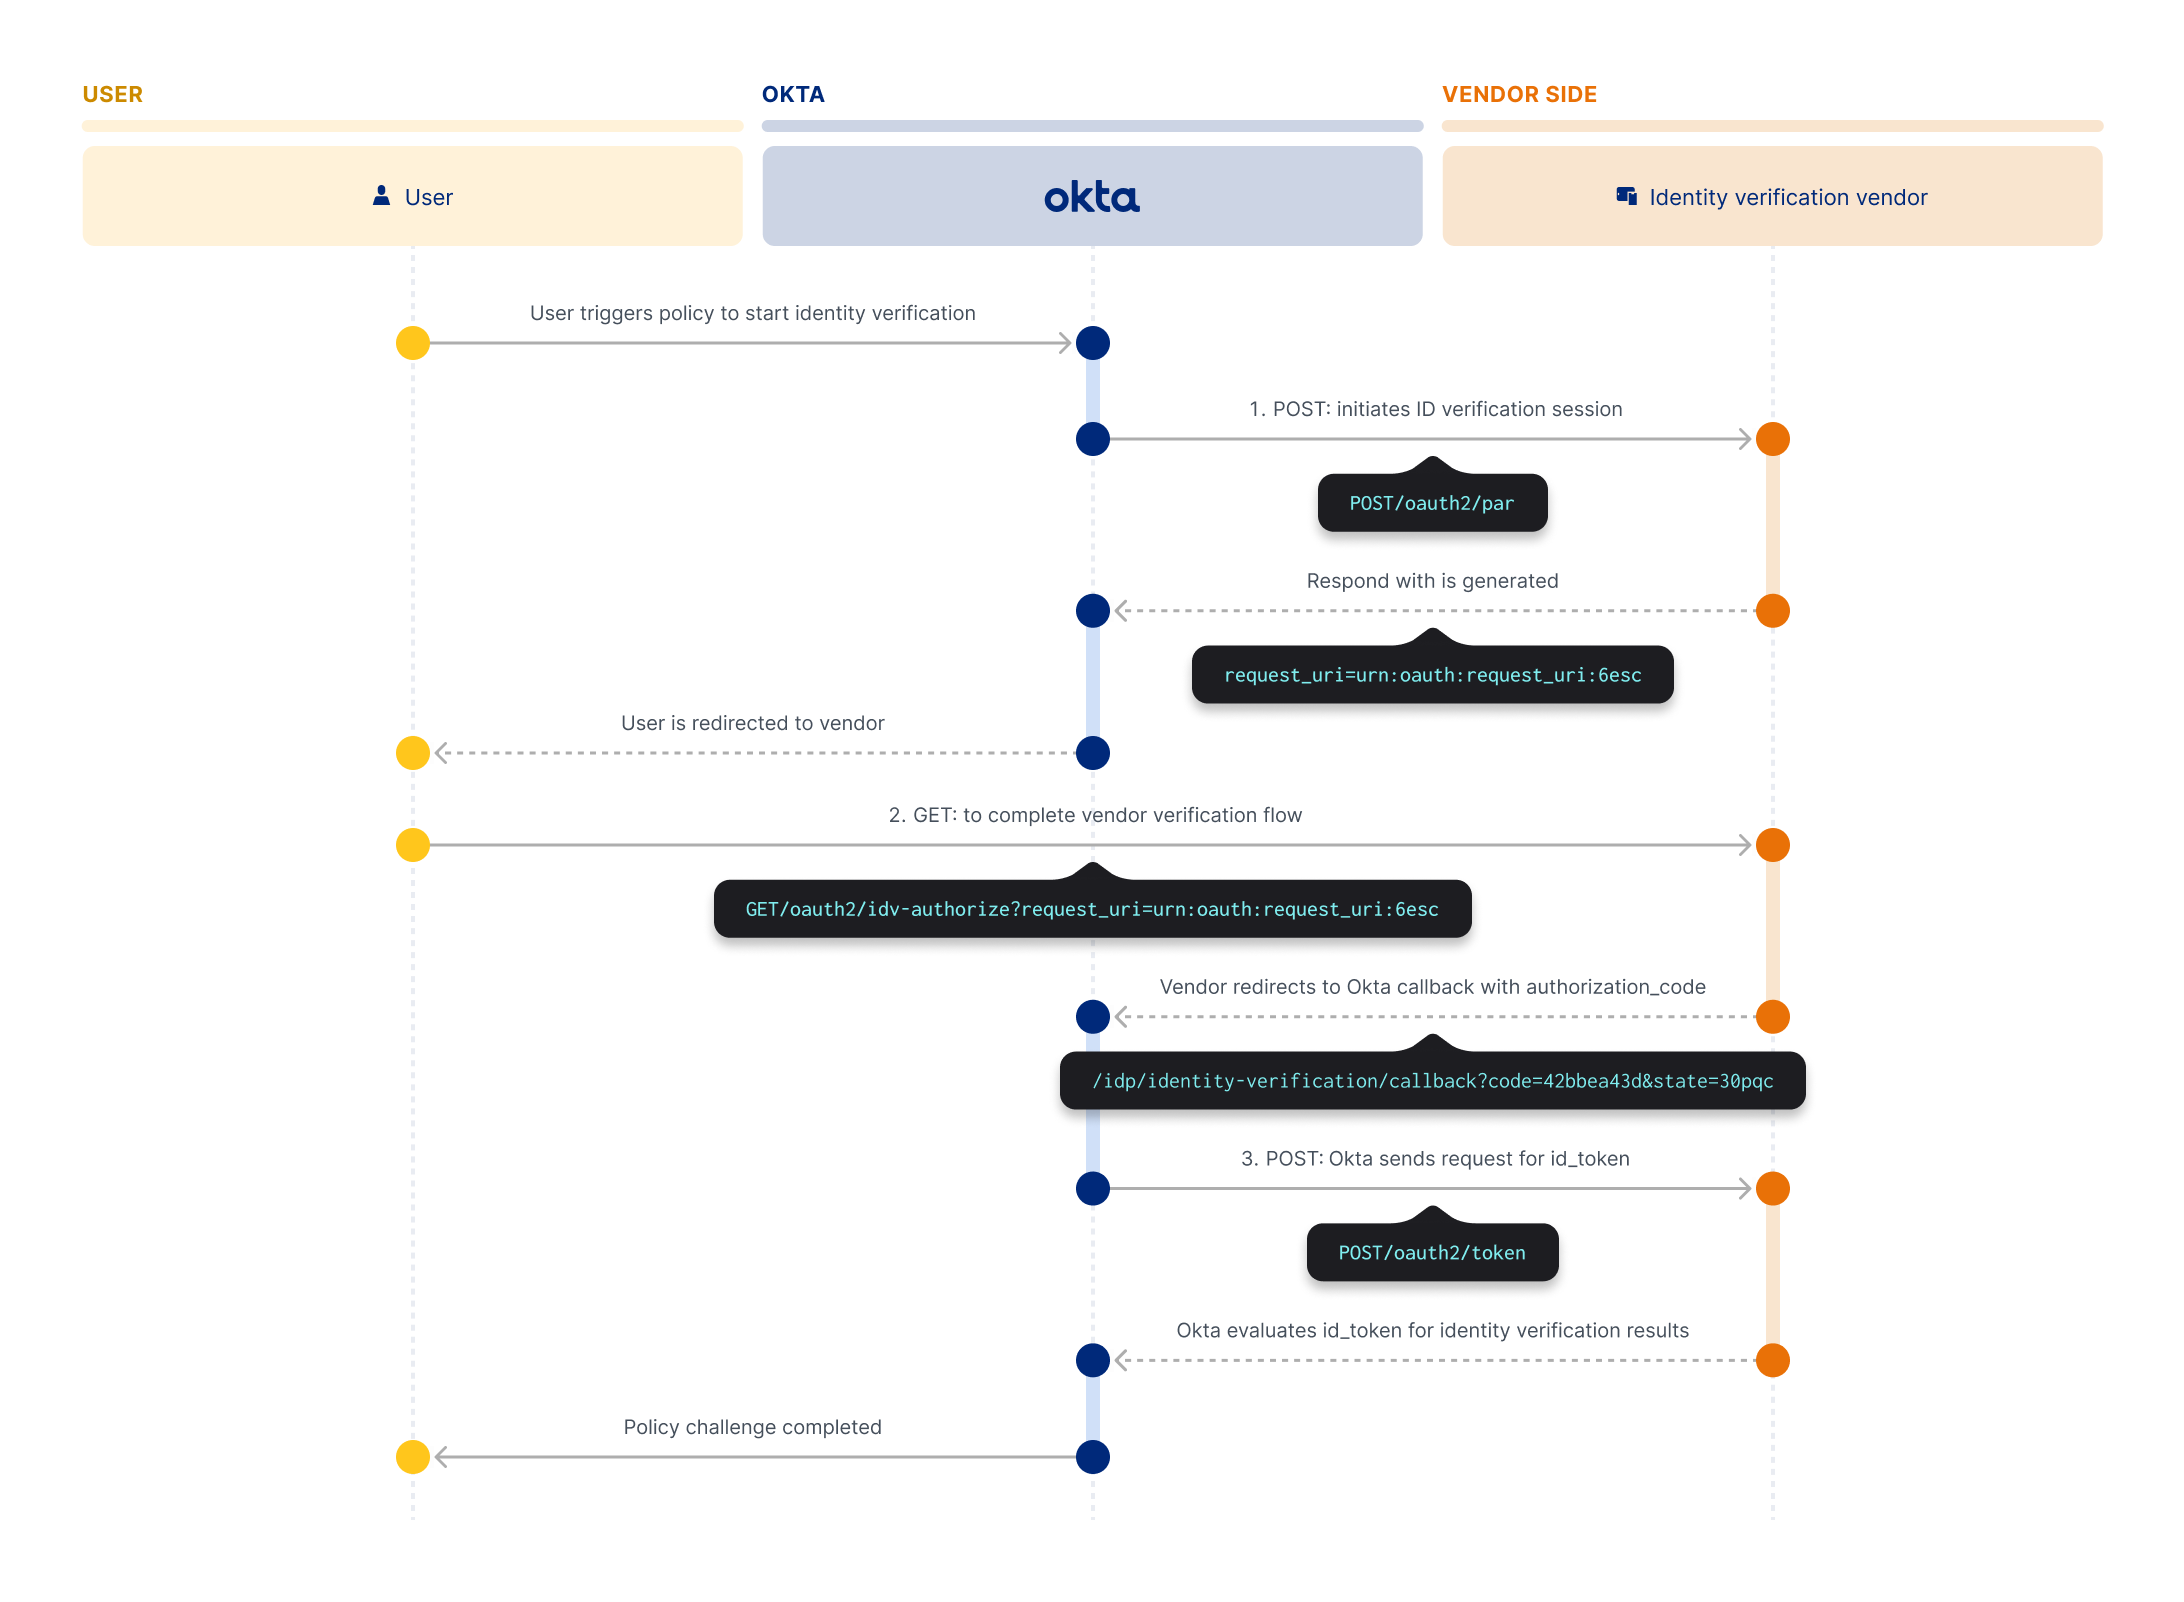 USER
OKTA
VENDOR SIDE
User
okta
Identity verification vendor
User triggers policy to start identity verification
1. POST: initiates ID verification session
POST/oauth2/par
Respond with is generated
request_uri=urn:oauth:request_uri:6esc
User is redirected to vendor
2. GET: to complete vendor verification flow
GET/oauth2/idv-authorize?request_uri=urn:oauth:request_uri:6esc
Vendor redirects to Okta callback with authorization_code
/idp/identity-verification/callback?code=42bbea43d&state=30pqc
3. POST: Okta sends request for id_token
POST/oauth2/token
Okta evaluates id_token for identity verification results
Policy challenge completed